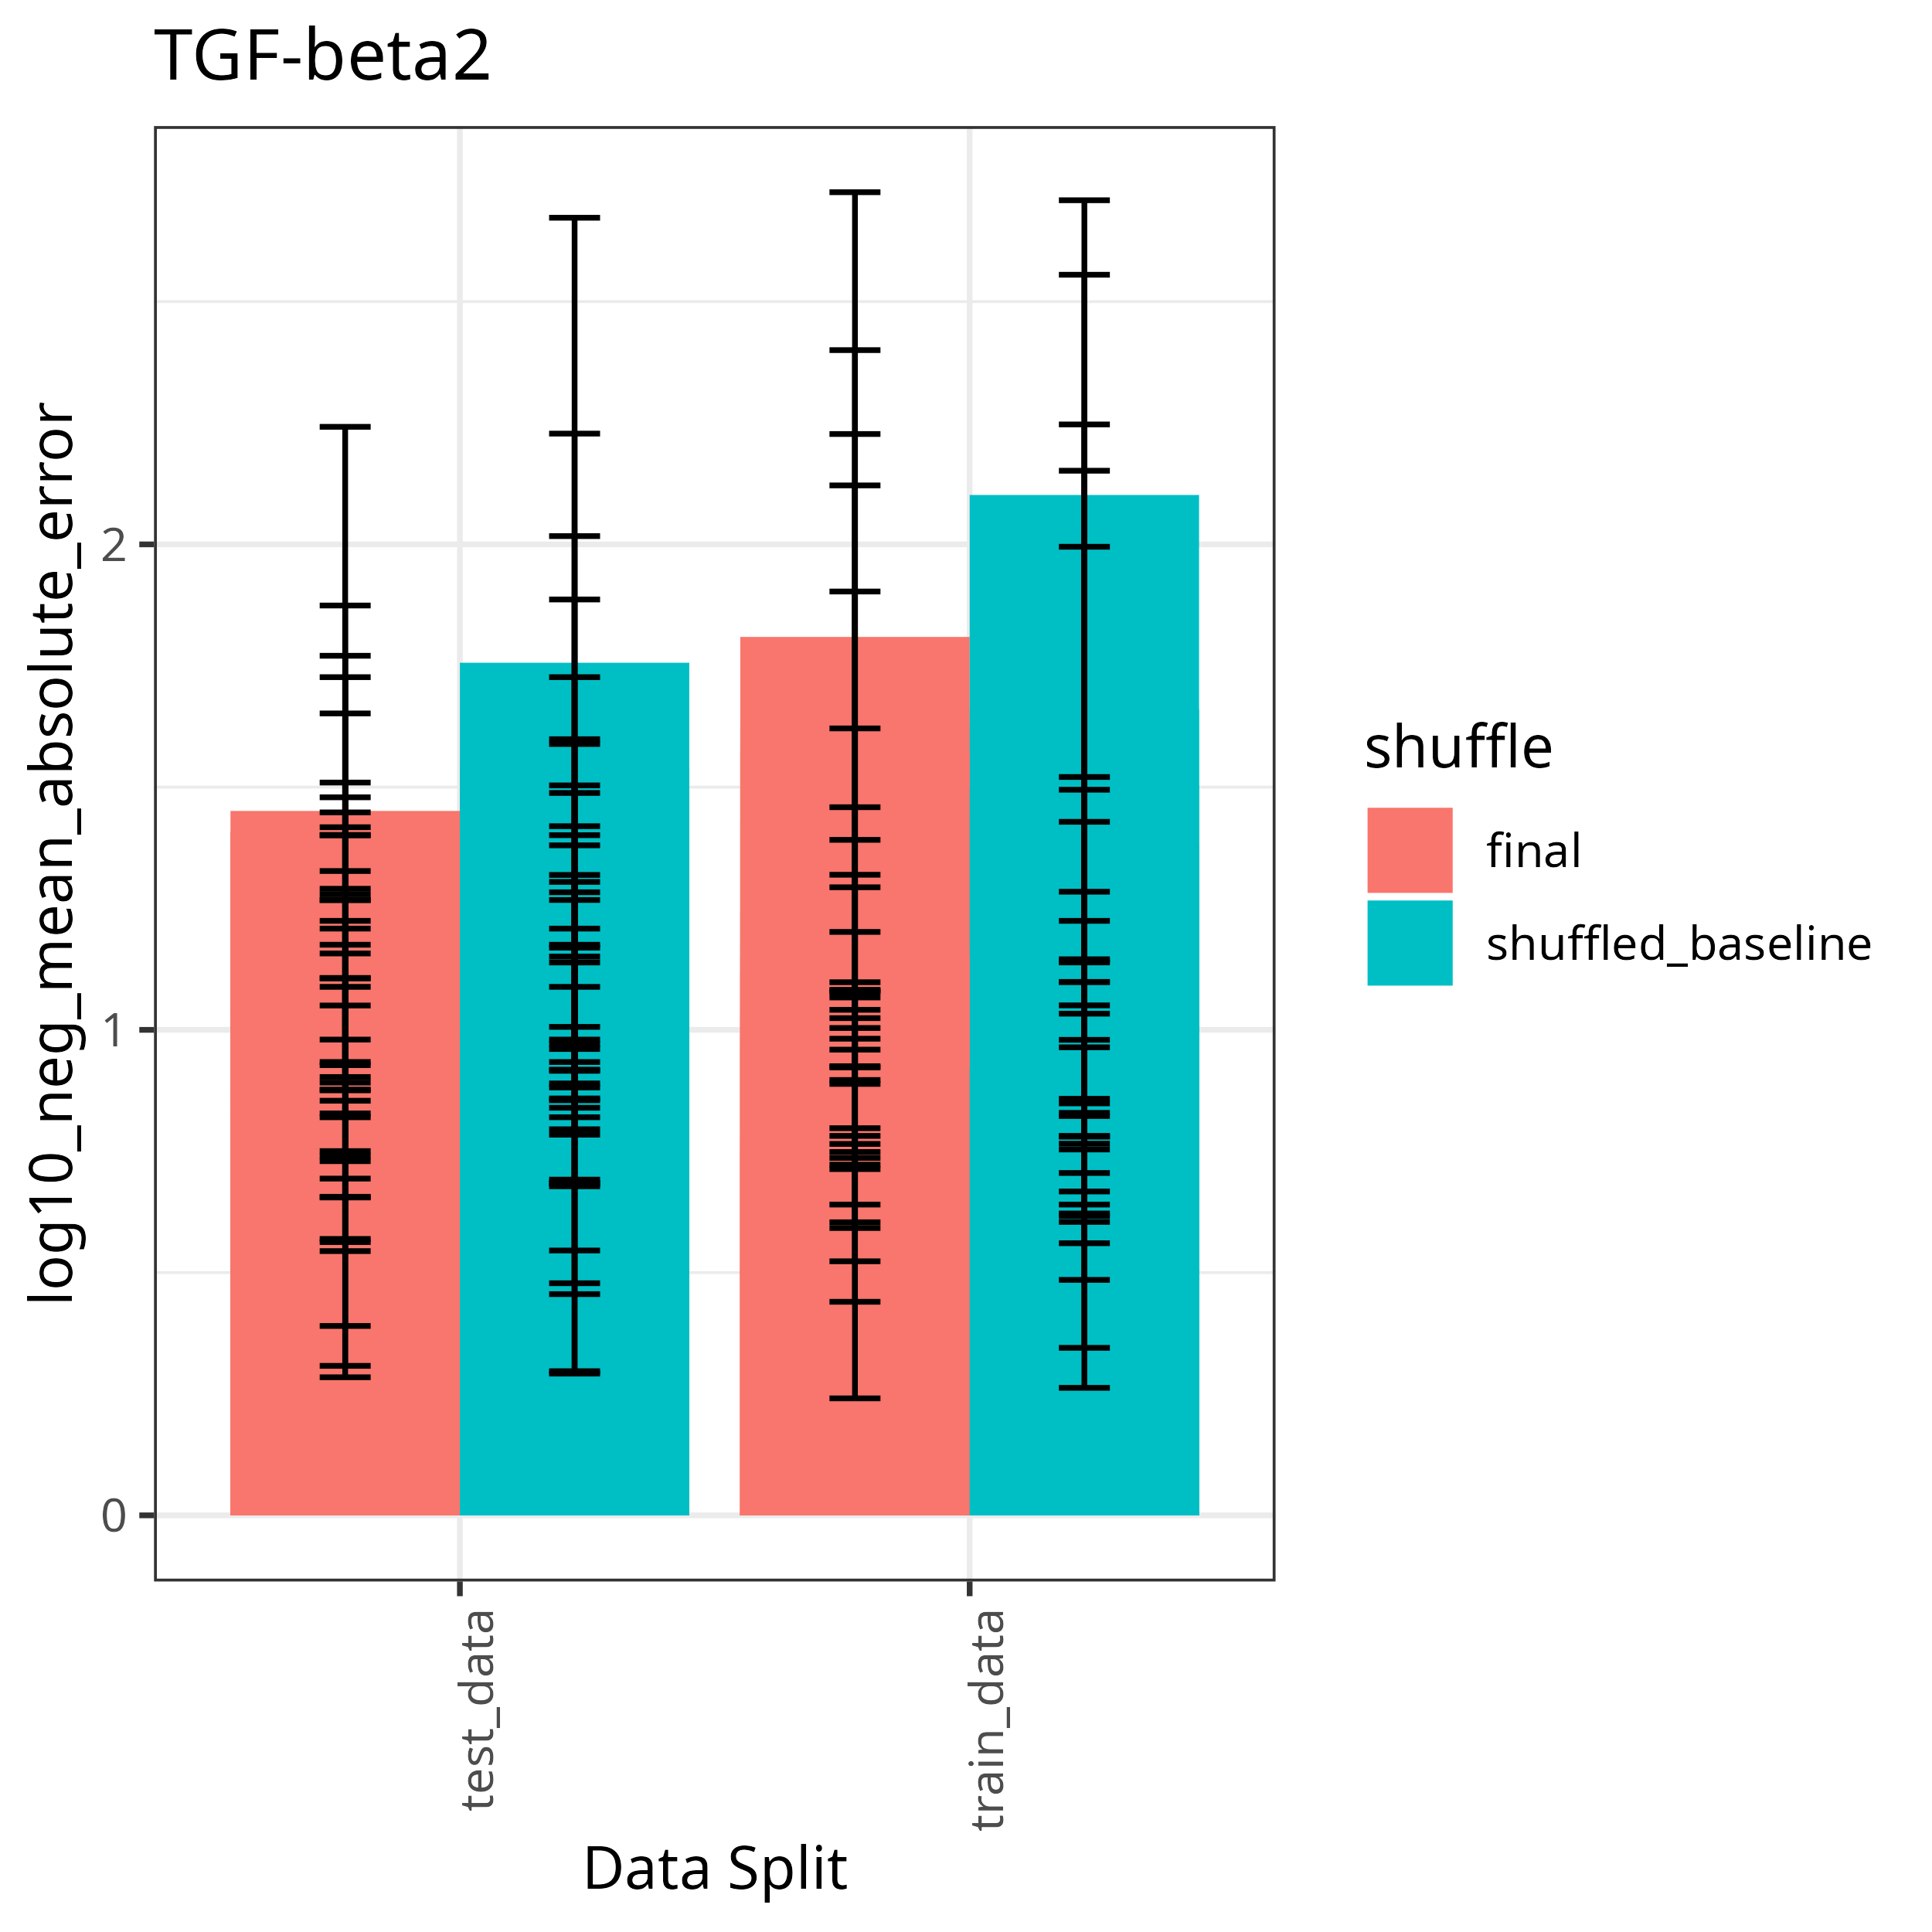 TGF-beta2
log10_neg_mean_absolute_error
2
1
0
test_data
train_data
Data Split
shuffle
final
shuffled_baseline